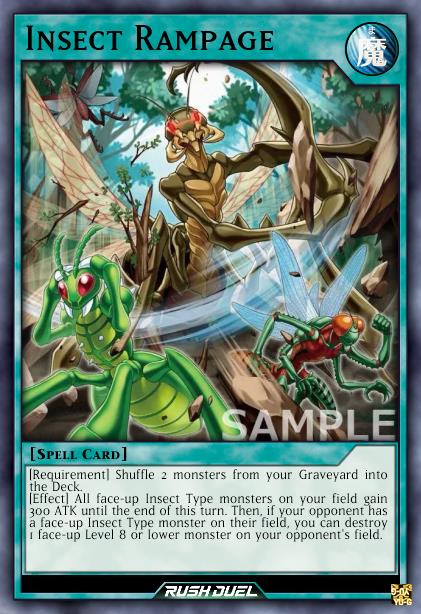 INSECT RAMPAGE
ま
魔
SAMPLE
[SPELL CARD]
[Requirement] Shuffle 2 monsters from your Graveyard into
the Deck.
[Effect] All face-up Insect Type monsters on your field gain
300 ATK until the end of this turn. Then, if your opponent has
a face-up Insect Type monster on their field, you can destroy
1 face-up Level 8 or lower monster on your opponent's field.
RUSH DUEL